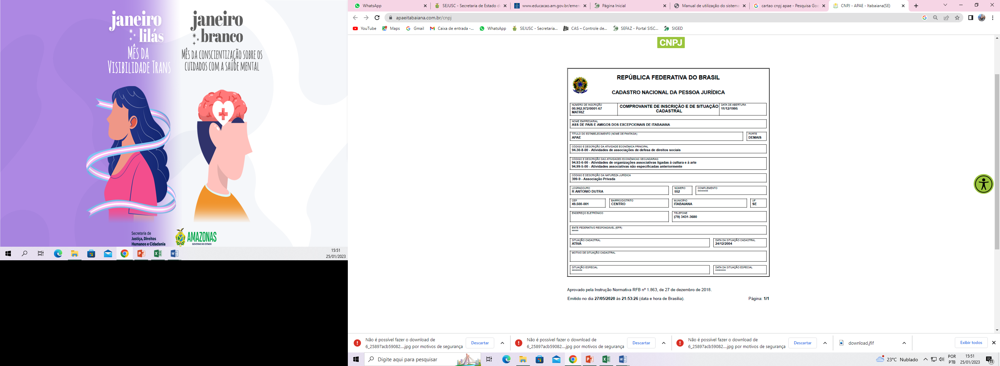 janeiro
lilás
Mês da
Visibilidade Trans
janeiro
branco
Mês da conscientização sobre os
cuidados com a saúde mental
Secretaria de
Justiça, Direitos
Humanos e Cidadania
AMAZONAS
GOVERNO DO ESTADO
15:51
25/01/2023
WhatsApp
SEJUSC - Secretaria de Estado de
www.educacao.am.gov.br/emen
Página Inicial
Manual de utilização do sistema
cartao cnpj apae - Pesquisa Goo
CNPJ - APAE - Itabaiana(SE)
apaeitabaiana.com.br/cnpj
YouTube
Maps
Gmail
Caixa de entrada -...
WhatsApp
SEJUSC - Secretaria...
CAS – Controle de...
SEFAZ - Portal SISC...
SIGED
CNPJ
REPÚBLICA FEDERATIVA DO BRASIL
CADASTRO NACIONAL DA PESSOA JURÍDICA
NÚMERO DE INSCRIÇÃO
00.962.972/0001-67
MATRIZ
COMPROVANTE DE INSCRIÇÃO E DE SITUAÇÃO
CADASTRAL
DATA DE ABERTURA
11/12/1995
NOME EMPRESARIAL
ASS DE PAIS E AMIGOS DOS EXCEPCIONAIS DE ITABAIANA
TÍTULO DO ESTABELECIMENTO (NOME DE FANTASIA)
APAE
PORTE
DEMAIS
CÓDIGO E DESCRIÇÃO DA ATIVIDADE ECONÔMICA PRINCIPAL
94.30-8-00 - Atividades de associações de defesa de direitos sociais
CÓDIGO E DESCRIÇÃO DAS ATIVIDADES ECONÔMICAS SECUNDÁRIAS
94.93-6-00 - Atividades de organizações associativas ligadas à cultura e à arte
94.99-5-00 - Atividades associativas não especificadas anteriormente
CÓDIGO E DESCRIÇÃO DA NATUREZA JURÍDICA
399-9 - Associação Privada
LOGRADOURO
R ANTONIO DUTRA
NÚMERO
552
COMPLEMENTO
********
CEP
49.500-001
BAIRRO/DISTRITO
CENTRO
MUNICÍPIO
ITABAIANA
UF
SE
ENDEREÇO ELETRÔNICO
TELEFONE
(79) 3431-3680
ENTE FEDERATIVO RESPONSÁVEL (EFR)
*****
SITUAÇÃO CADASTRAL
ATIVA
DATA DA SITUAÇÃO CADASTRAL
24/12/2004
MOTIVO DE SITUAÇÃO CADASTRAL
SITUAÇÃO ESPECIAL
********
DATA DA SITUAÇÃO ESPECIAL
********
Aprovado pela Instrução Normativa RFB nº 1.863, de 27 de dezembro de 2018.
Emitido no dia 27/05/2020 às 21:53:26 (data e hora de Brasília).
Página: 1/1
Não é possível fazer o download de
6_25897acb59082....jpg por motivos de segurança
Descartar
Não é possível fazer o download de
6_25897acb59082....jpg por motivos de segurança
Descartar
Não é possível fazer o download de
6_25897acb59082....jpg por motivos de segurança
Descartar
download.jfif
Exibir todos
Digite aqui para pesquisar
23°C Nublado
POR
PTB
15:51
25/01/2023
11